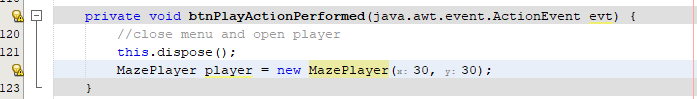 private void btnPlayActionPerformed(java.awt.event.ActionEvent evt) {
120 //close menu and open player
121 this.dispose();
MazePlayer player = new MazePlayer(x: 30, y: 30);
123 }